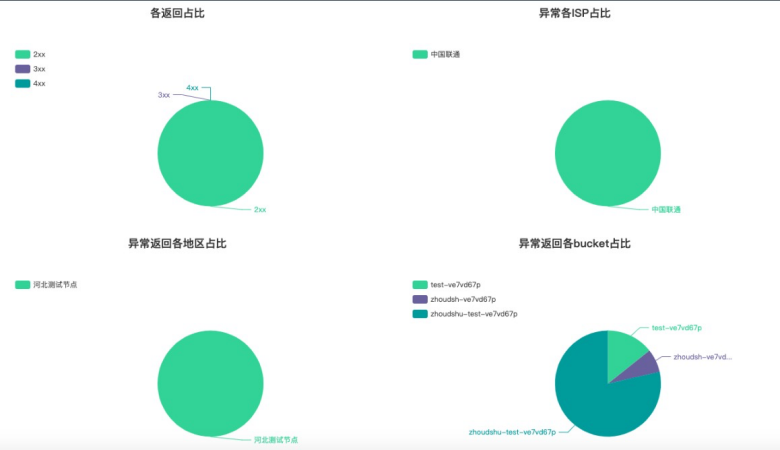 各返回占比
2xx
3xx
4xx
4xx
3xx
2xx
异常各ISP占比
中国联通
中国联通
异常返回各地区占比
河北测试节点
河北测试节点
异常返回各bucket占比
test-ve7vd67p
zhoudsh-ve7vd67p
zhoudshu-test-ve7vd67p
test-ve7vd67p
zhoudsh-ve7vd...
zhoudshu-test-ve7vd67p